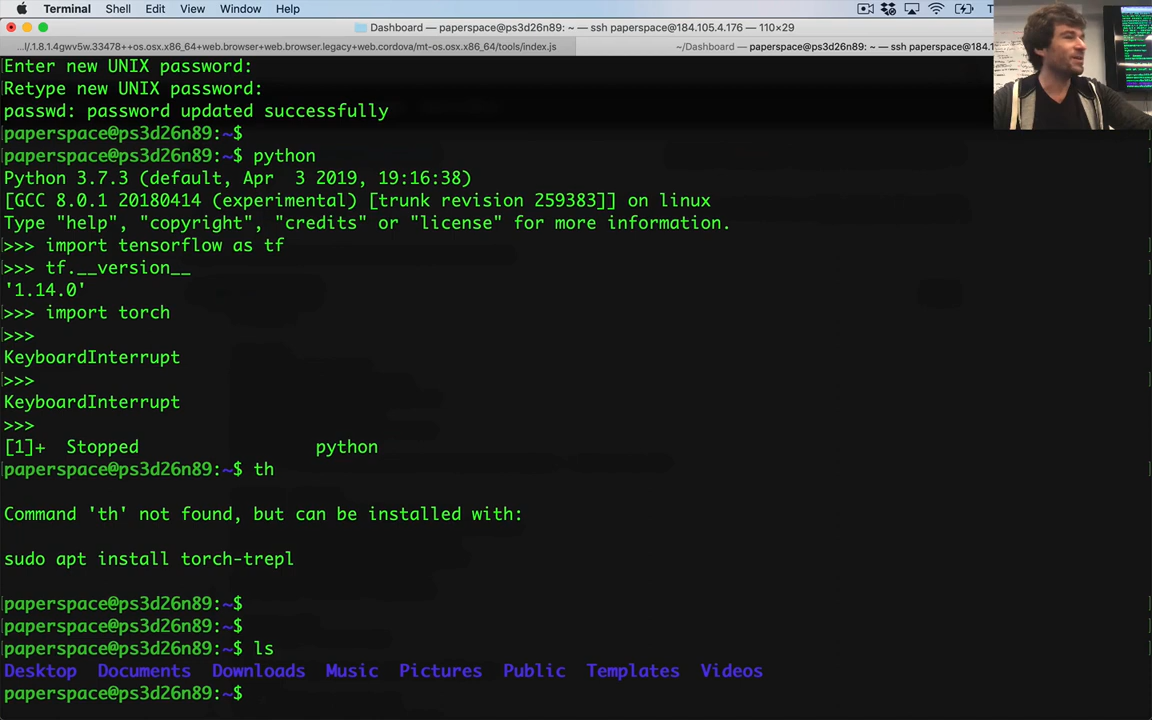 Terminal Shell Edit View Window Help
Dashboard — paperspace@ps3d26n89: ~ — ssh paperspace@184.105.4.176 — 110×29
...l/.1.8.1.4gwv5w.33478++os.osx.x86_64+web.browser+web.browser.legacy+web.cordova/mt-os.osx.x86_64/tools/index.js
~/Dashboard — paperspace@ps3d26n89: ~ — ssh paperspace@184.1
Enter new UNIX password:
Retype new UNIX password:
passwd: password updated successfully
paperspace@ps3d26n89:~$
paperspace@ps3d26n89:~$ python
Python 3.7.3 (default, Apr  3 2019, 19:16:38)
[GCC 8.0.1 20180414 (experimental) [trunk revision 259383]] on linux
Type "help", "copyright", "credits" or "license" for more information.
>>> import tensorflow as tf
>>> tf.__version__
'1.14.0'
>>> import torch
>>>
KeyboardInterrupt
>>>
KeyboardInterrupt
>>>
[1]+  Stopped                 python
paperspace@ps3d26n89:~$ th
Command 'th' not found, but can be installed with:
sudo apt install torch-trepl
paperspace@ps3d26n89:~$
paperspace@ps3d26n89:~$
paperspace@ps3d26n89:~$ ls
Desktop  Documents  Downloads  Music  Pictures  Public  Templates  Videos
paperspace@ps3d26n89:~$